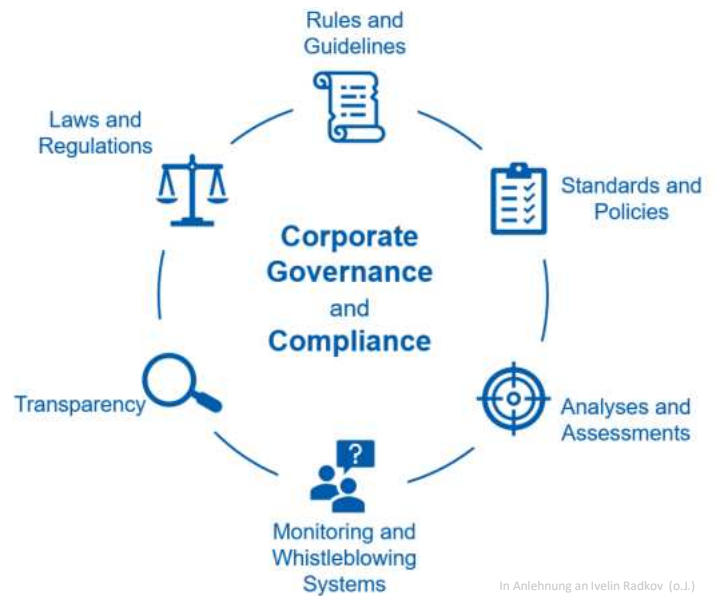 Rules and
Guidelines
Laws and
Regulations
Standards and
Policies
Corporate
Governance
and
Compliance
Transparency
Analyses and
Assessments
?
Monitoring and
Whistleblowing
Systems
In Anlehnung an Ivelin Radkov (o.J.)